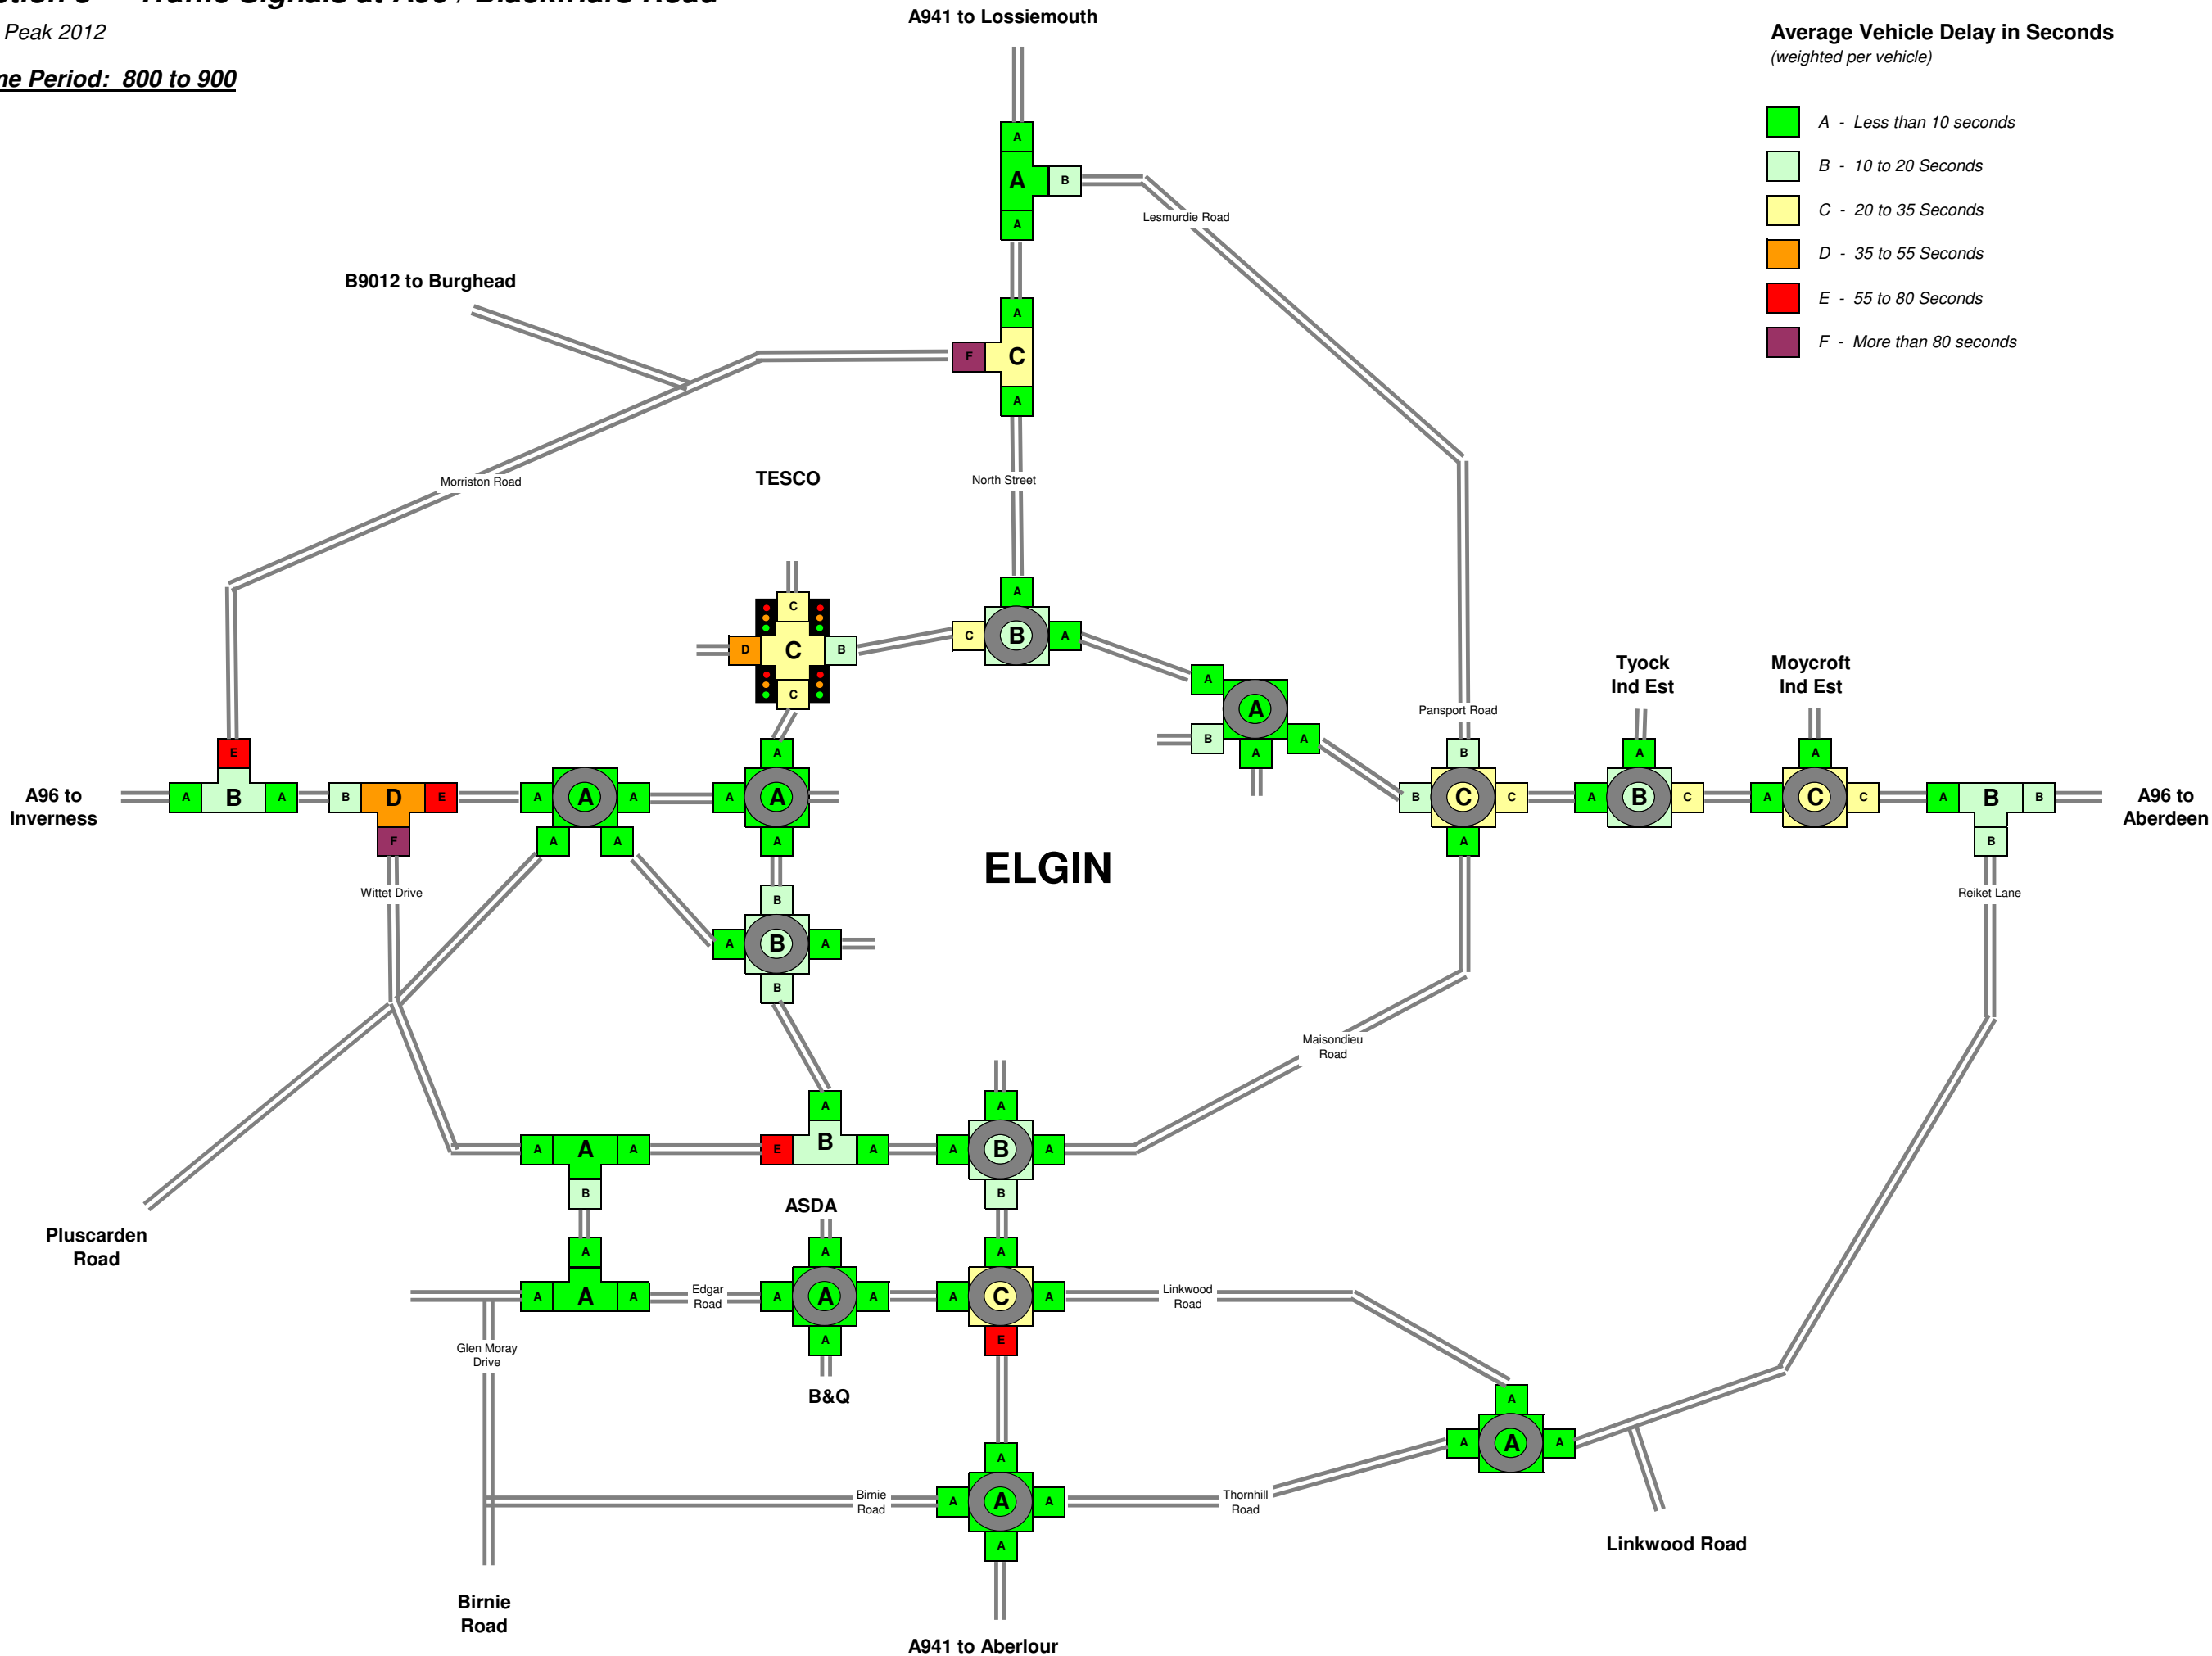 A96 / Blackfriars Road
A941 to Lossiemouth
Peak 2012
Period: 800 to 900
Average Vehicle Delay in Seconds
(weighted per vehicle)
A - Less than 10 seconds
B - 10 to 20 Seconds
C - 20 to 35 Seconds
D - 35 to 55 Seconds
E - 55 to 80 Seconds
F - More than 80 seconds
A
A B
A
Lesmurdie Road
B9012 to Burghead
A
F C
A
Morriston Road
TESCO
North Street
C
D C B
C
A
C B A
A
A
B A
A
Pansport Road
Tyock
Ind Est
Moycroft
Ind Est
A96 to
Inverness
E
A B A
B D E
F
A A A
A A
A
A A
A
B
B C C
A
A
A B C
A
A C C
A B B
B
A96 to
Aberdeen
Wittet Drive
ELGIN
Reiket Lane
B
A B A
B
Maisondieu
Road
A A A
B
A
E B A
A
A B A
B
ASDA
Pluscarden
Road
A
A A A
Edgar
Road
A
A A A
A
A
A C A
E
Linkwood
Road
Glen Moray
Drive
B&Q
A
A A A
Birnie
Road
A
A A A
A
Thornhill
Road
Linkwood Road
Birnie
Road
A941 to Aberlour